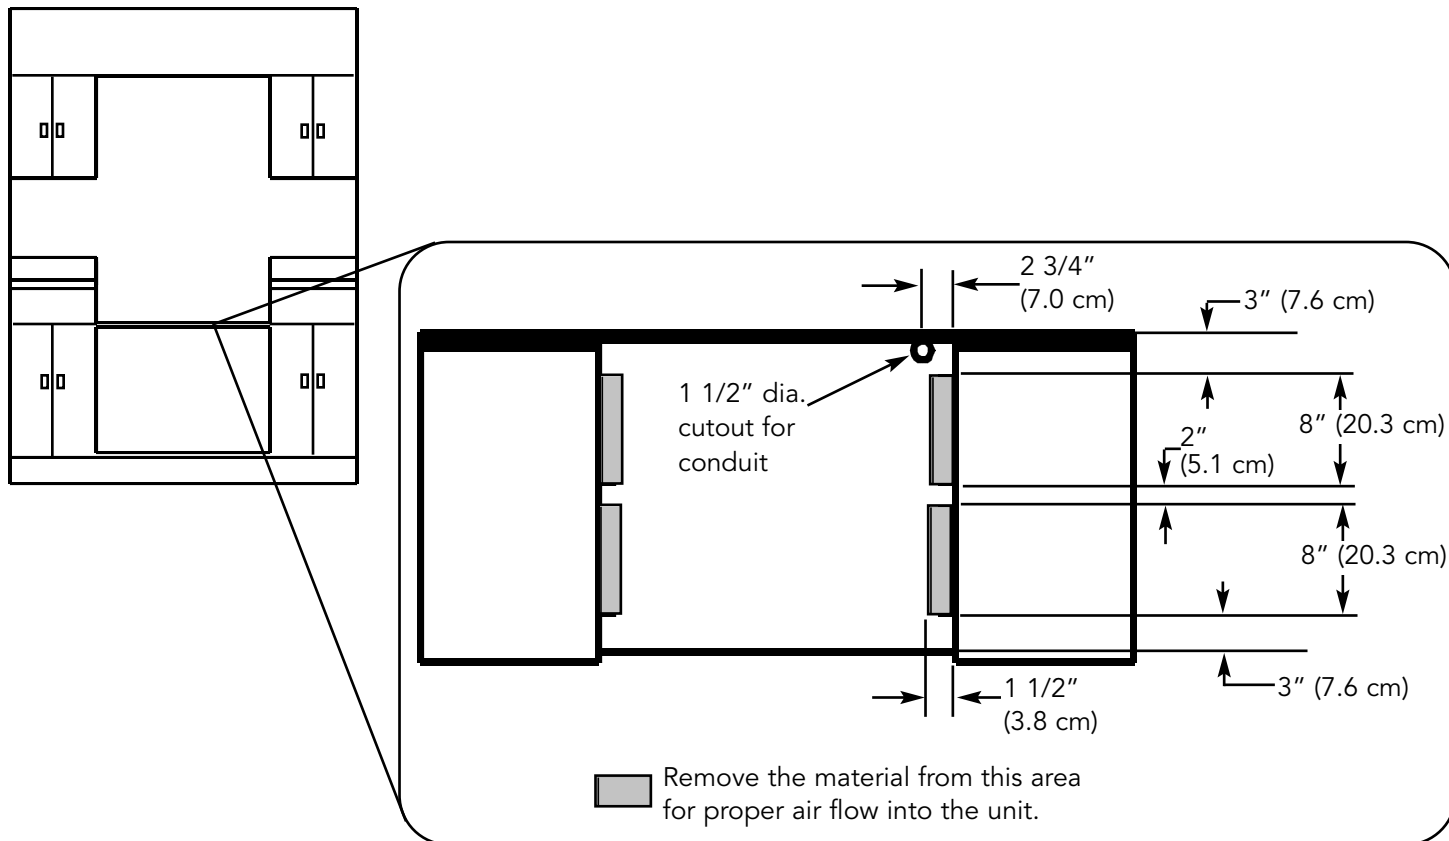 2 3/4”
(7.0 cm)
3” (7.6 cm)
1 1/2” dia.
cutout for
conduit
2”
(5.1 cm)
8” (20.3 cm)
8” (20.3 cm)
3” (7.6 cm)
1 1/2”
(3.8 cm)
Remove the material from this area
for proper air flow into the unit.